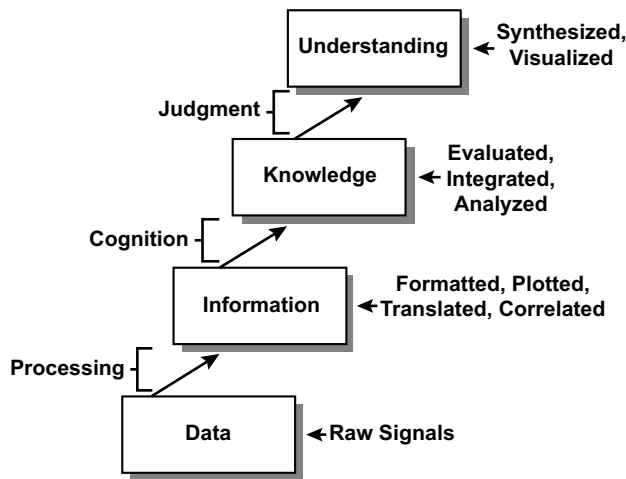 Understanding
Synthesized,
Visualized
Judgment
Knowledge
Evaluated,
Integrated,
Analyzed
Cognition
Information
Formatted, Plotted,
Translated, Correlated
Processing
Data
Raw Signals